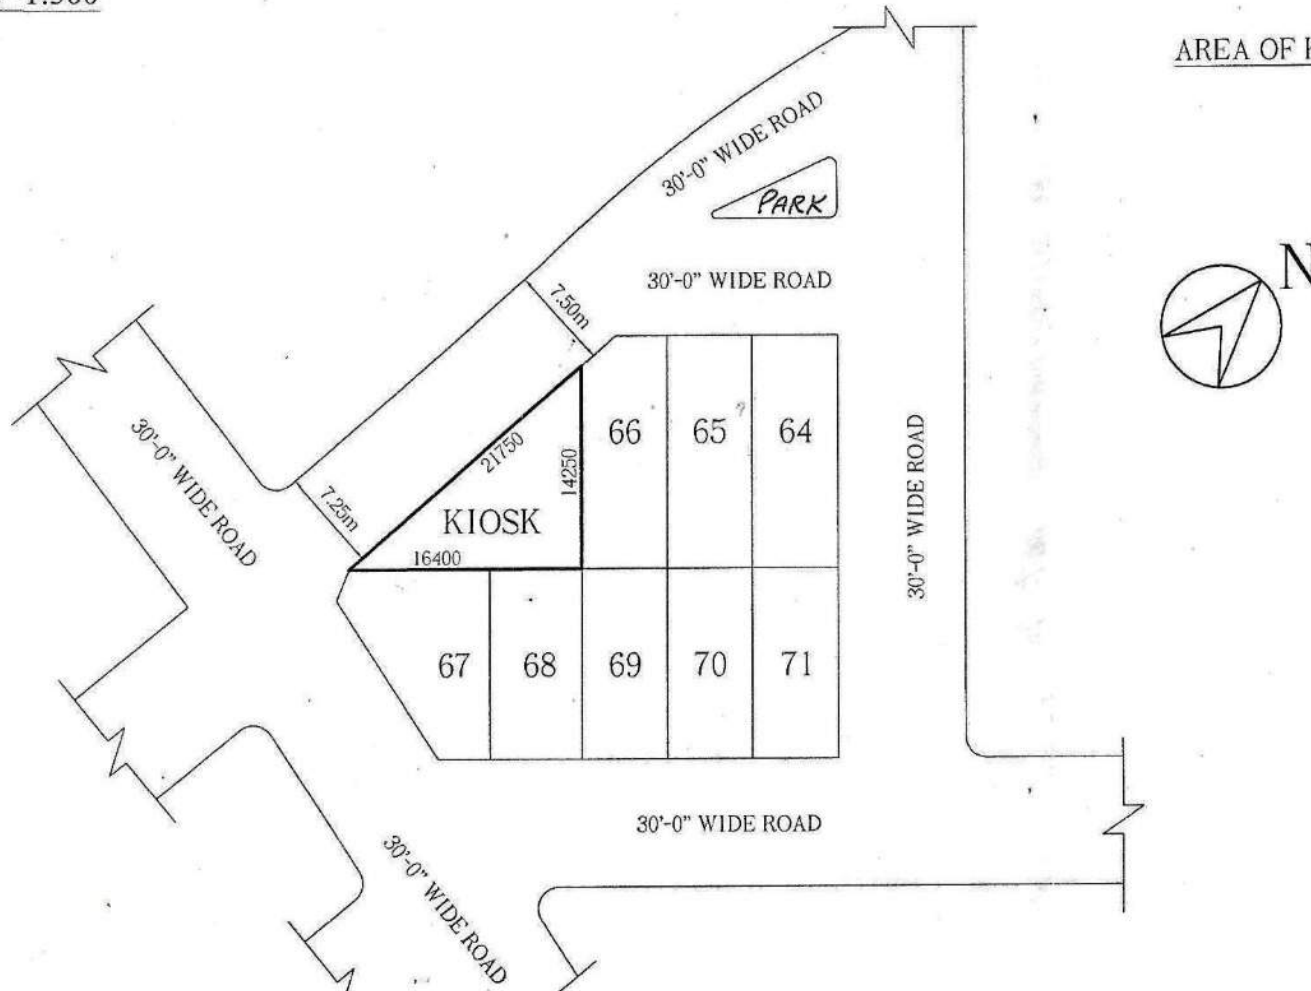 1:500
AREA OF
30'-0" WIDE ROAD
PARK
N
30'-0" WIDE ROAD
7.50m
30'-0" WIDE ROAD
21750
14250
66
65
64
30'-0" WIDE ROAD
7.25m
KIOSK
16400
67
68
69
70
71
30'-0" WIDE ROAD
30'-0" WIDE ROAD